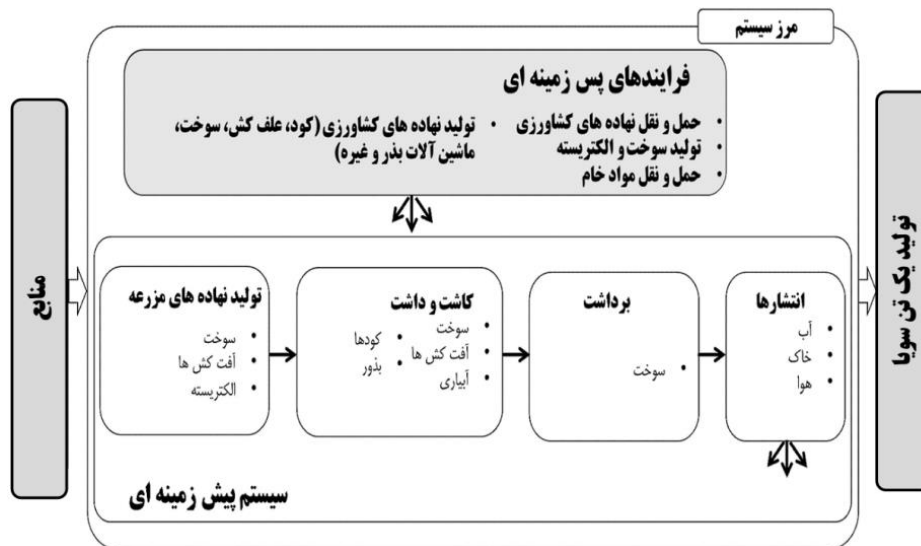 مرز سیستم
فرایندهای پس زمینه ای
• حمل و نقل نهاده های کشاورزی
• تولید سوخت و الکتریسته
• حمل و نقل مواد خام
• تولید نهاده های کشاورزی (کود، علف کش، سوخت،
ماشین آلات بذر و غیره)
منابع
تولید نهاده های مزرعه
• سوخت
• آفت کش ها
• الکتریسته
کاشت و داشت
• سوخت
• آفت کش ها
• آبیاری
• کودها
• بذور
برداشت
• سوخت
انتشارها
• آب
• خاک
• هوا
سیستم پیش زمینه ای
تولید یک تن سویا